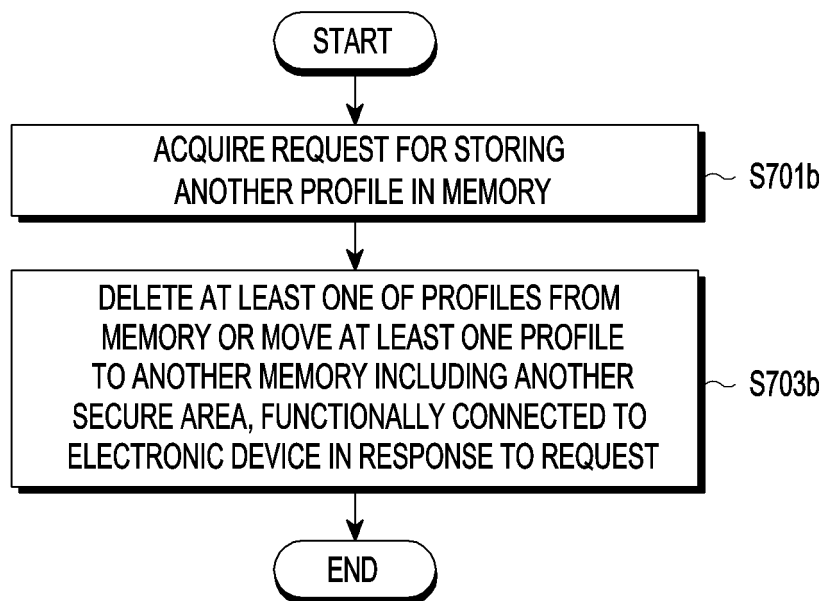 START
ACQUIRE REQUEST FOR STORING
ANOTHER PROFILE IN MEMORY
S701b
DELETE AT LEAST ONE OF PROFILES FROM
MEMORY OR MOVE AT LEAST ONE PROFILE
TO ANOTHER MEMORY INCLUDING ANOTHER
SECURE AREA, FUNCTIONALLY CONNECTED TO
ELECTRONIC DEVICE IN RESPONSE TO REQUEST
S703b
END